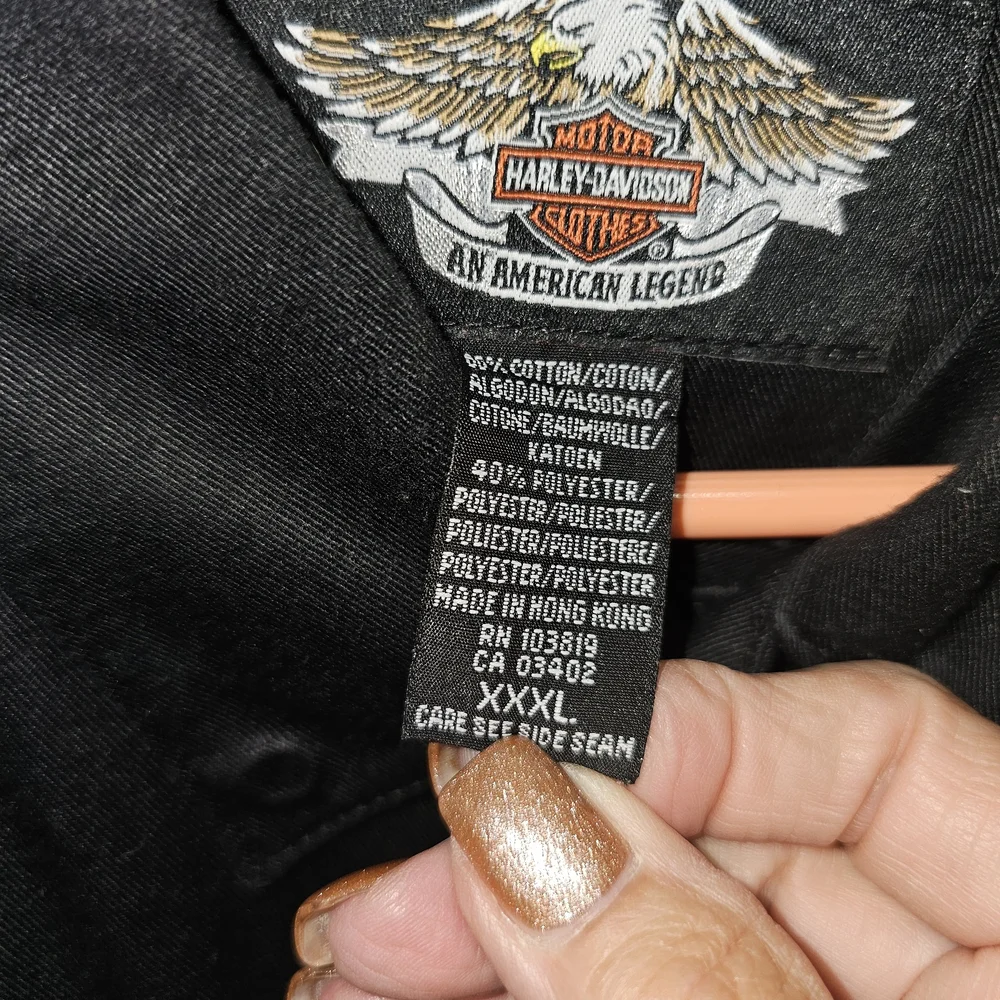 MOTOR
HARLEY-DAVIDSON
CLOTHES
®
AN AMERICAN LEGEND
60% COTTON/COTON/
ALGODON/ALGODAO/
COTONE/BAUMWOLLE/
KATOEN
40% POLYESTER/
POLYESTER/POLIESTER/
POLIESTER/POLIESTERE/
POLYESTER/POLYESTER
MADE IN HONG KONG
RN 103819
CA 03402
XXXL
CARE SEE SIDE SEAM